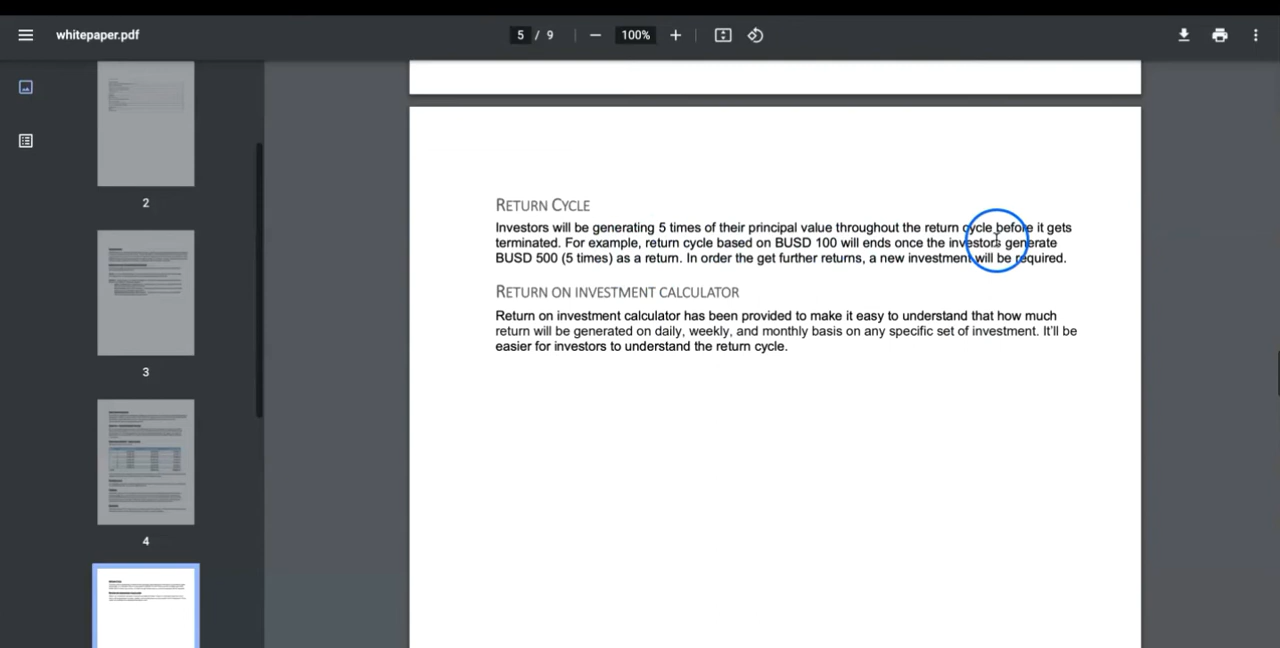 whitepaper.pdf
5 / 9
100%
2
3
4
RETURN CYCLE
Investors will be generating 5 times of their principal value throughout the return cycle before it gets
terminated. For example, return cycle based on BUSD 100 will ends once the investors generate
BUSD 500 (5 times) as a return. In order the get further returns, a new investment will be required.
RETURN ON INVESTMENT CALCULATOR
Return on investment calculator has been provided to make it easy to understand that how much
return will be generated on daily, weekly, and monthly basis on any specific set of investment. It'll be
easier for investors to understand the return cycle.